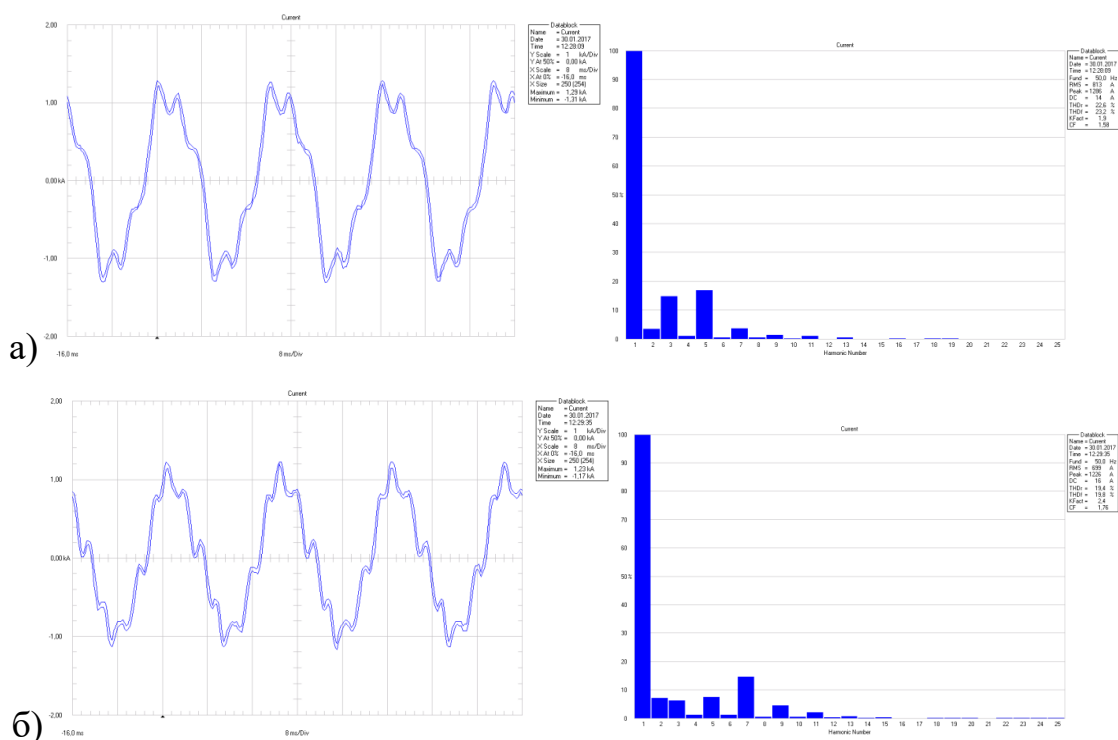 Current
2.00
1.00
0.00 kA
-1.00
-2.00
-16.0 ms
8 ms/Div
Datablock
Name = Current
Date = 30.01.2017
Time = 12:28:09
Y Scale = 1 kA/Div
Y At 50% = 0,00 kA
X Scale = 8 ms/Div
X At 0% = -16,0 ms
X Size = 250 (254)
Maximum = 1,29 kA
Minimum = -1,31 kA
Current
100
90
80
70
60
50 %
40
30
20
10
0
1 2 3 4 5 6 7 8 9 10 11 12 13 14 15 16 17 18 19 20 21 22 23 24 25
Harmonic Number
Datablock
Name = Current
Date = 30.01.2017
Time = 12:28:09
Fund = 50,0 Hz
RMS = 813 A
Peak = 1286 A
DC = 14 A
THDr = 22,6 %
THDf = 23,2 %
KFact = 1,9
CF = 1,58
а)
Current
2,00
1,00
0,00 kA
-1,00
-2,00
-16,0 ms
8 ms/Div
Datablock
Name = Current
Date = 30.01.2017
Time = 12:29:35
Y Scale = 1 kA/Div
Y At 50% = 0,00 kA
X Scale = 8 ms/Div
X At 0% = -16,0 ms
X Size = 250 (254)
Maximum = 1,23 kA
Minimum = -1,17 kA
Current
100
90
80
70
60
50 %
40
30
20
10
0
1 2 3 4 5 6 7 8 9 10 11 12 13 14 15 16 17 18 19 20 21 22 23 24 25
Harmonic Number
Datablock
Name = Current
Date = 30.01.2017
Time = 12:29:35
Fund = 50,0 Hz
RMS = 699 A
Peak = 1226 A
DC = 16 A
THDr = 19,4 %
THDf = 19,8 %
KFact = 2,4
CF = 1,76
б)